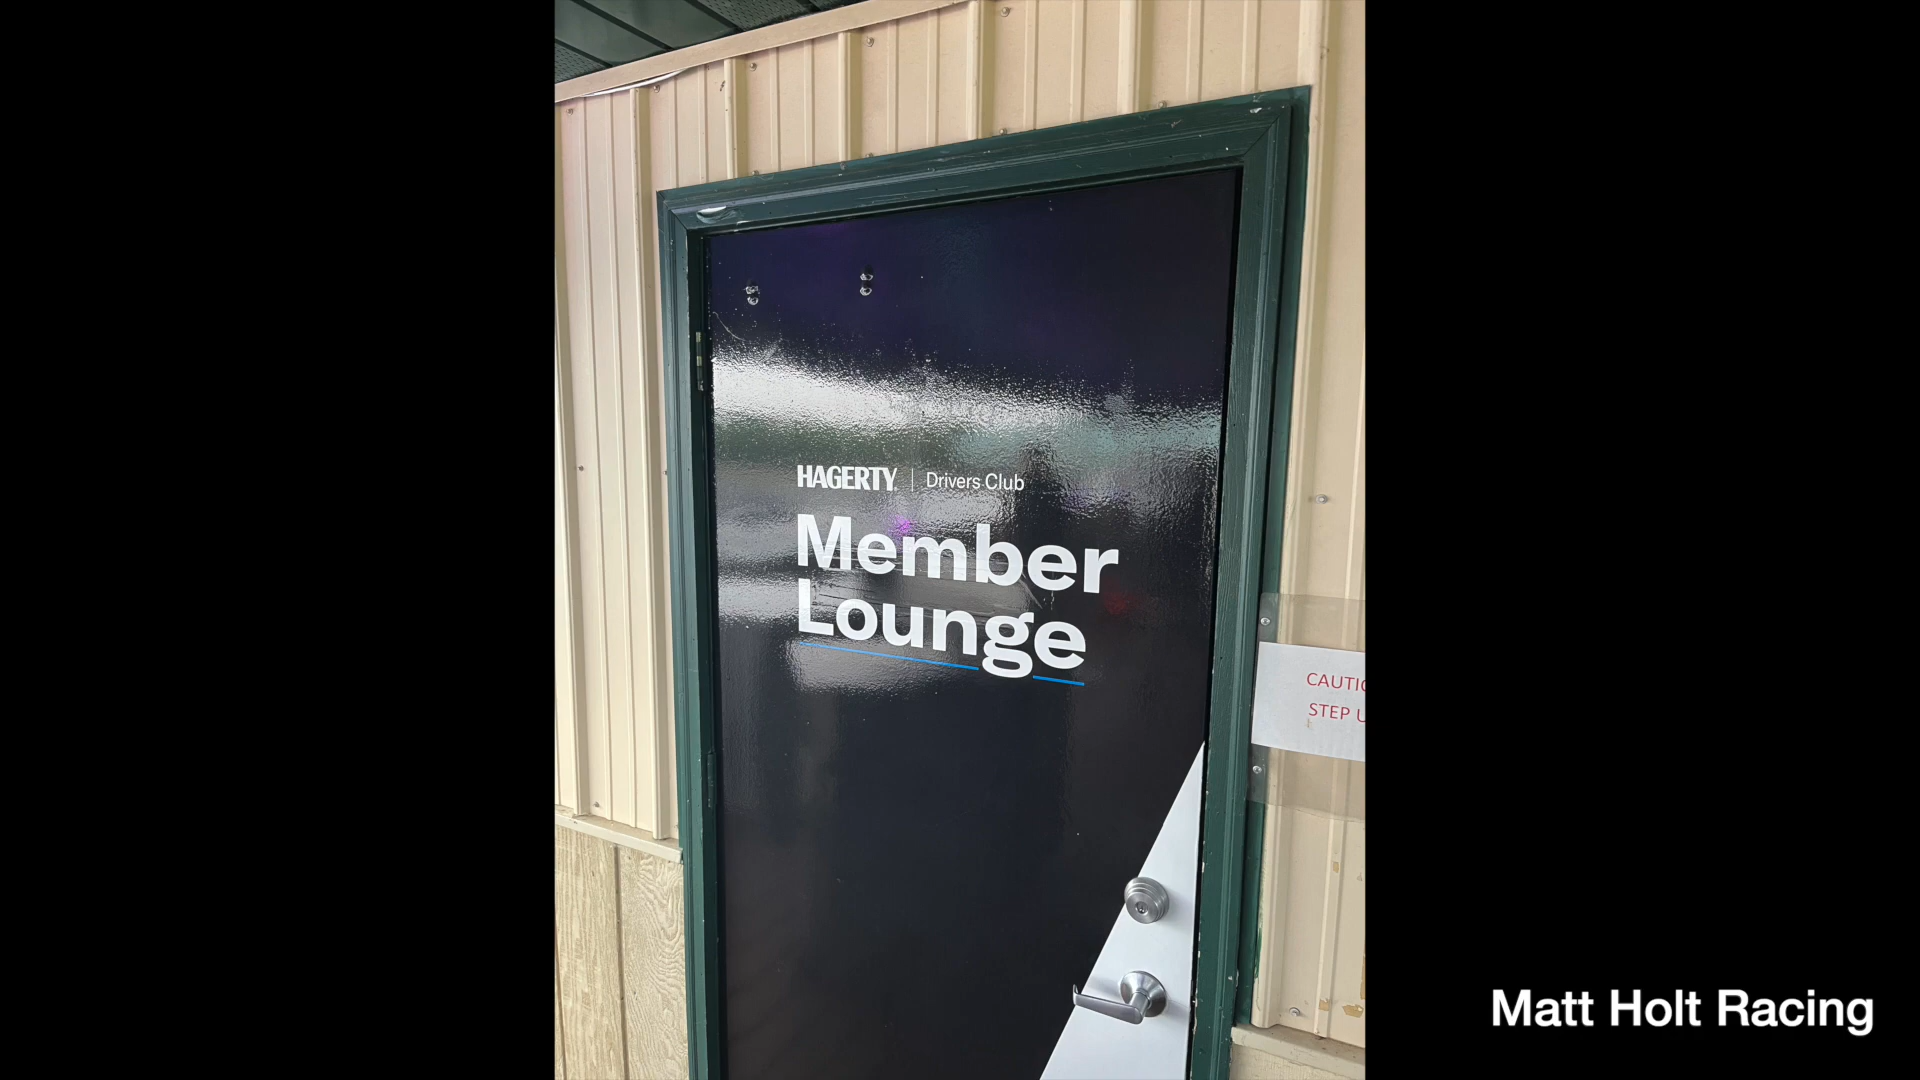 HAGERTY | Drivers Club
Member
Lounge
CAUTIO
STEP U
Matt Holt Racing